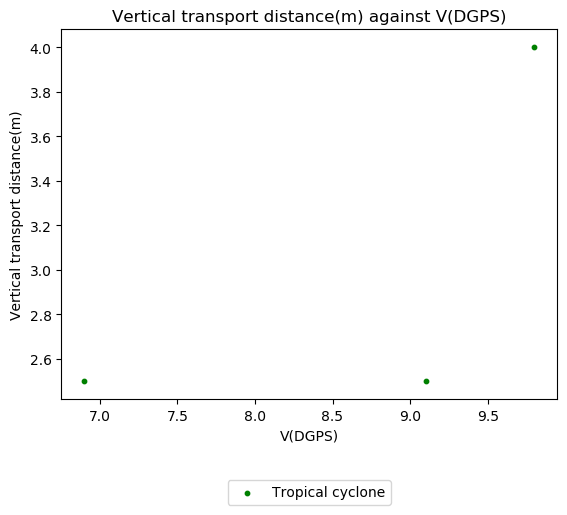 Vertical transport distance(m) against V(DGPS)
Vertical transport distance(m)
4.0
3.8
3.6
3.4
3.2
3.0
2.8
2.6
7.0 7.5 8.0 8.5 9.0 9.5
V(DGPS)
Tropical cyclone